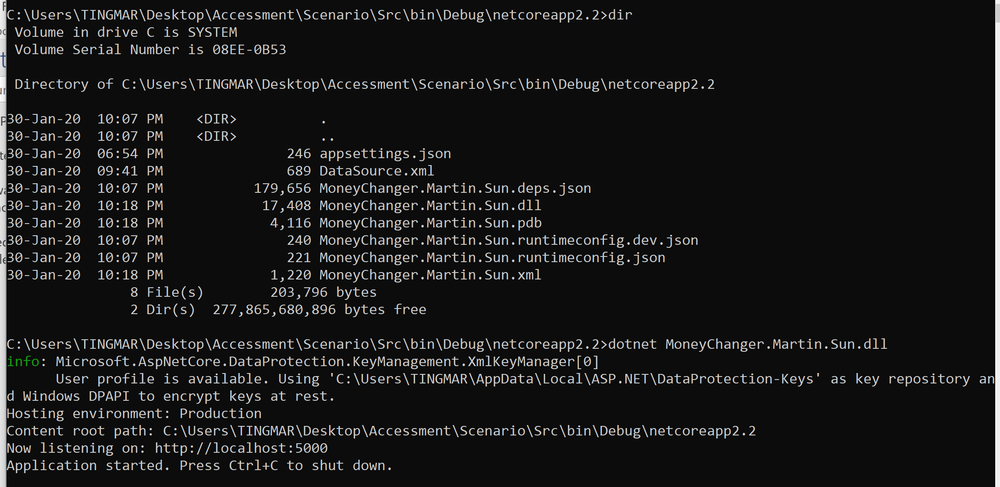 C:\Users\TINGMAR\Desktop\Accessment\Scenario\Src\bin\Debug\netcoreapp2.2>dir
 Volume in drive C is SYSTEM
 Volume Serial Number is 08EE-0B53

 Directory of C:\Users\TINGMAR\Desktop\Accessment\Scenario\Src\bin\Debug\netcoreapp2.2

30-Jan-20  10:07 PM    <DIR>          .
30-Jan-20  10:07 PM    <DIR>          ..
30-Jan-20  06:54 PM               246 appsettings.json
30-Jan-20  09:41 PM               689 DataSource.xml
30-Jan-20  10:07 PM           179,656 MoneyChanger.Martin.Sun.deps.json
30-Jan-20  10:18 PM            17,408 MoneyChanger.Martin.Sun.dll
30-Jan-20  10:18 PM             4,116 MoneyChanger.Martin.Sun.pdb
30-Jan-20  10:07 PM               240 MoneyChanger.Martin.Sun.runtimeconfig.dev.json
30-Jan-20  10:07 PM               221 MoneyChanger.Martin.Sun.runtimeconfig.json
30-Jan-20  10:18 PM             1,220 MoneyChanger.Martin.Sun.xml
               8 File(s)        203,796 bytes
               2 Dir(s)  277,865,680,896 bytes free

C:\Users\TINGMAR\Desktop\Accessment\Scenario\Src\bin\Debug\netcoreapp2.2>dotnet MoneyChanger.Martin.Sun.dll
info: Microsoft.AspNetCore.DataProtection.KeyManagement.XmlKeyManager[0]
      User profile is available. Using 'C:\Users\TINGMAR\AppData\Local\ASP.NET\DataProtection-Keys' as key repository an
d Windows DPAPI to encrypt keys at rest.
Hosting environment: Production
Content root path: C:\Users\TINGMAR\Desktop\Accessment\Scenario\Src\bin\Debug\netcoreapp2.2
Now listening on: http://localhost:5000
Application started. Press Ctrl+C to shut down.